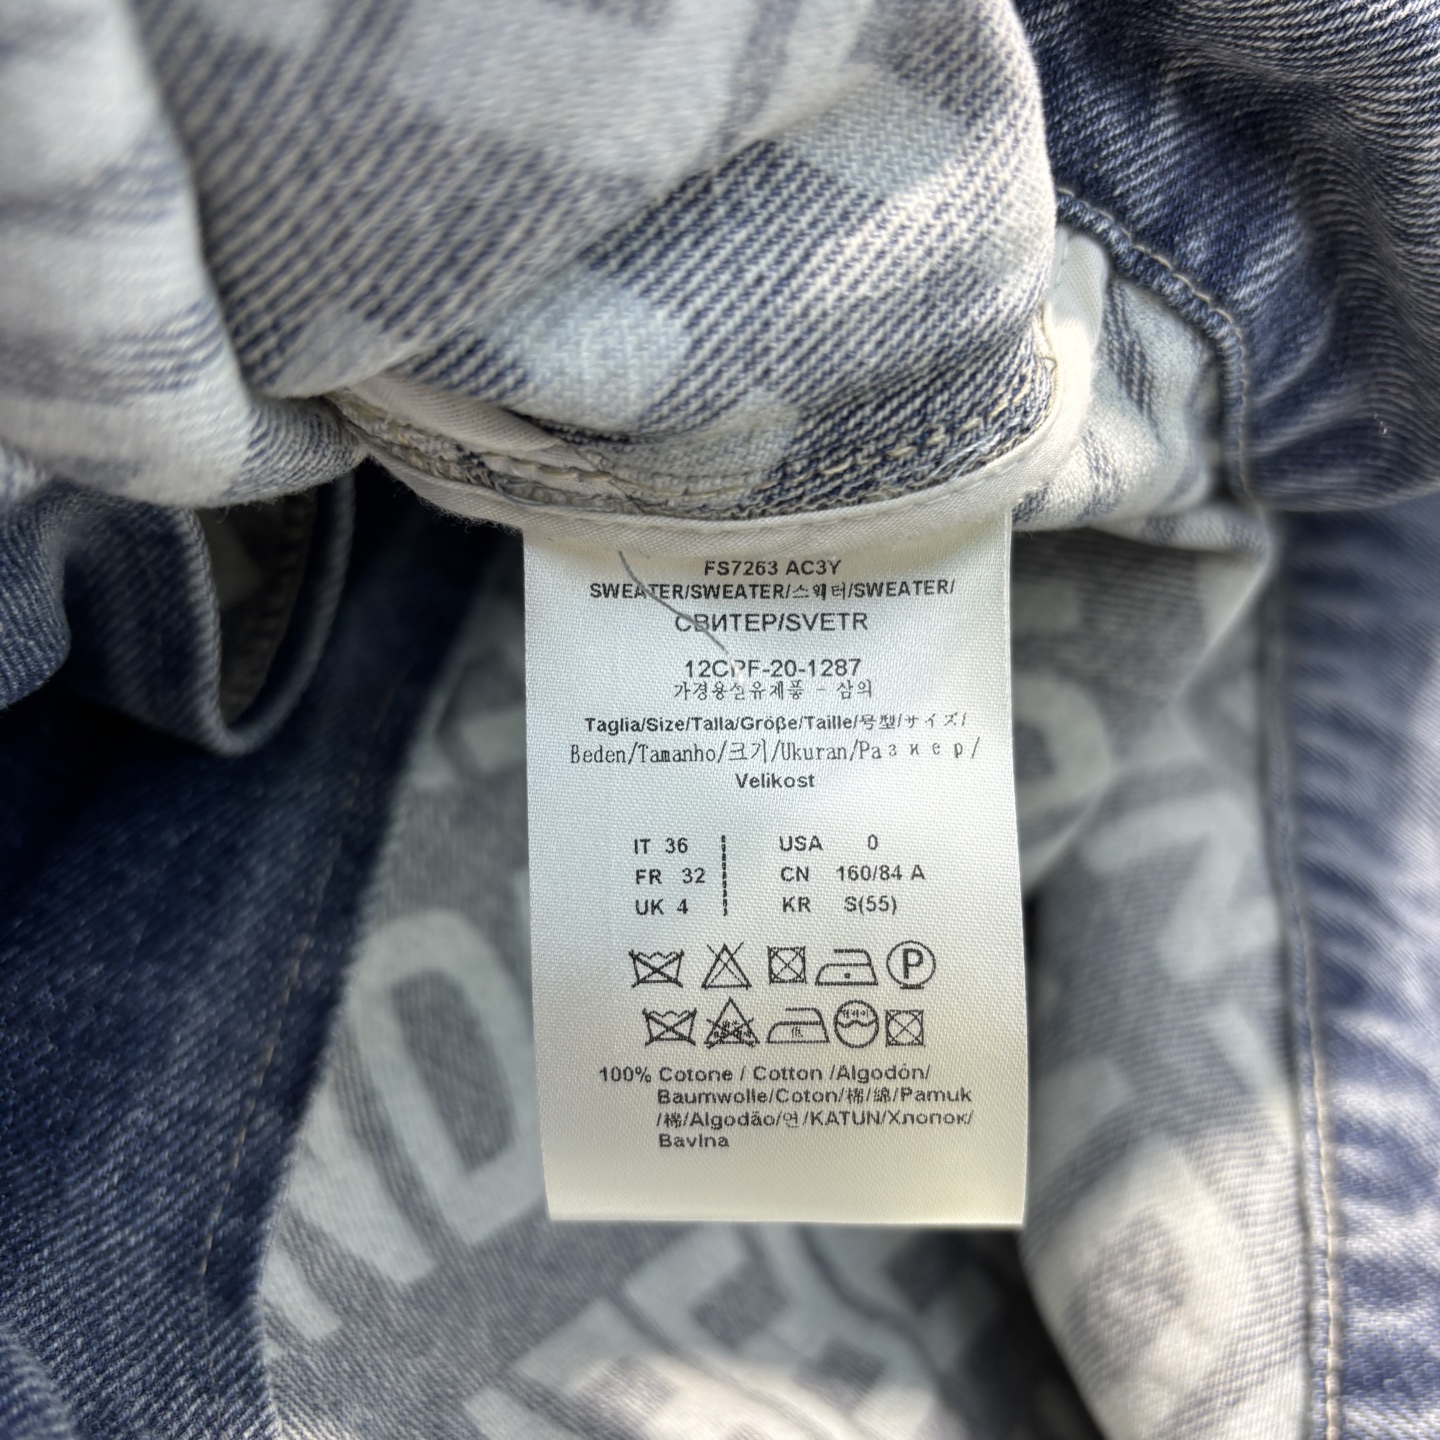 FS7263 AC3Y
SWEATER/SWEATER/스웨터/SWEATER/
СВИТЕР/SVETR
12CPF-20-1287
가정용섬유제품 - 상의
Taglia/Size/Talla/Größe/Taille/号型/サイズ/
Beden/Tamanho/크기/Ukuran/Размер/
Velikost
IT 36 USA 0
FR 32 CN 160/84 A
UK 4 KR S(55)
P
100% Cotone / Cotton /Algodón/
Baumwolle/Coton/棉/綿/Pamuk
/棉/Algodão/면/KATUN/Хлопок/
Bavlna